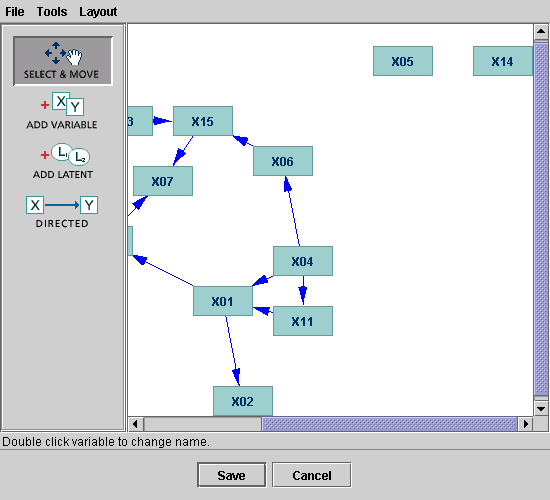 File Tools Layout
SELECT & MOVE
X Y
ADD VARIABLE
L1 L2
ADD LATENT
X Y
DIRECTED
X05 X14
3 X15
X06
X07
X04
X01
X11
X02
Double click variable to change name.
Save Cancel